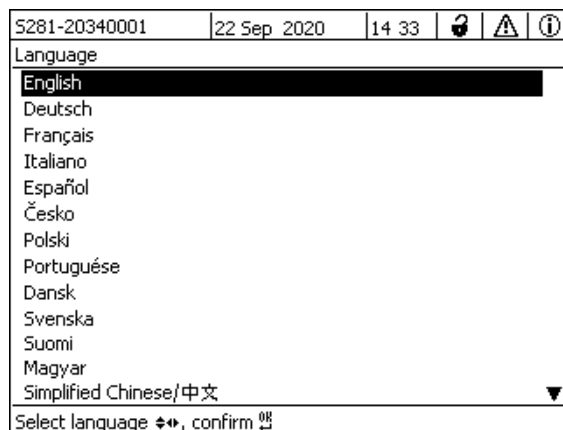 S281-20340001 22 Sep 2020 14 33
Language
English
Deutsch
Français
Italiano
Español
Česko
Polski
Portuguése
Dansk
Svenska
Suomi
Magyar
Simplified Chinese/中文
Select language, confirm OK